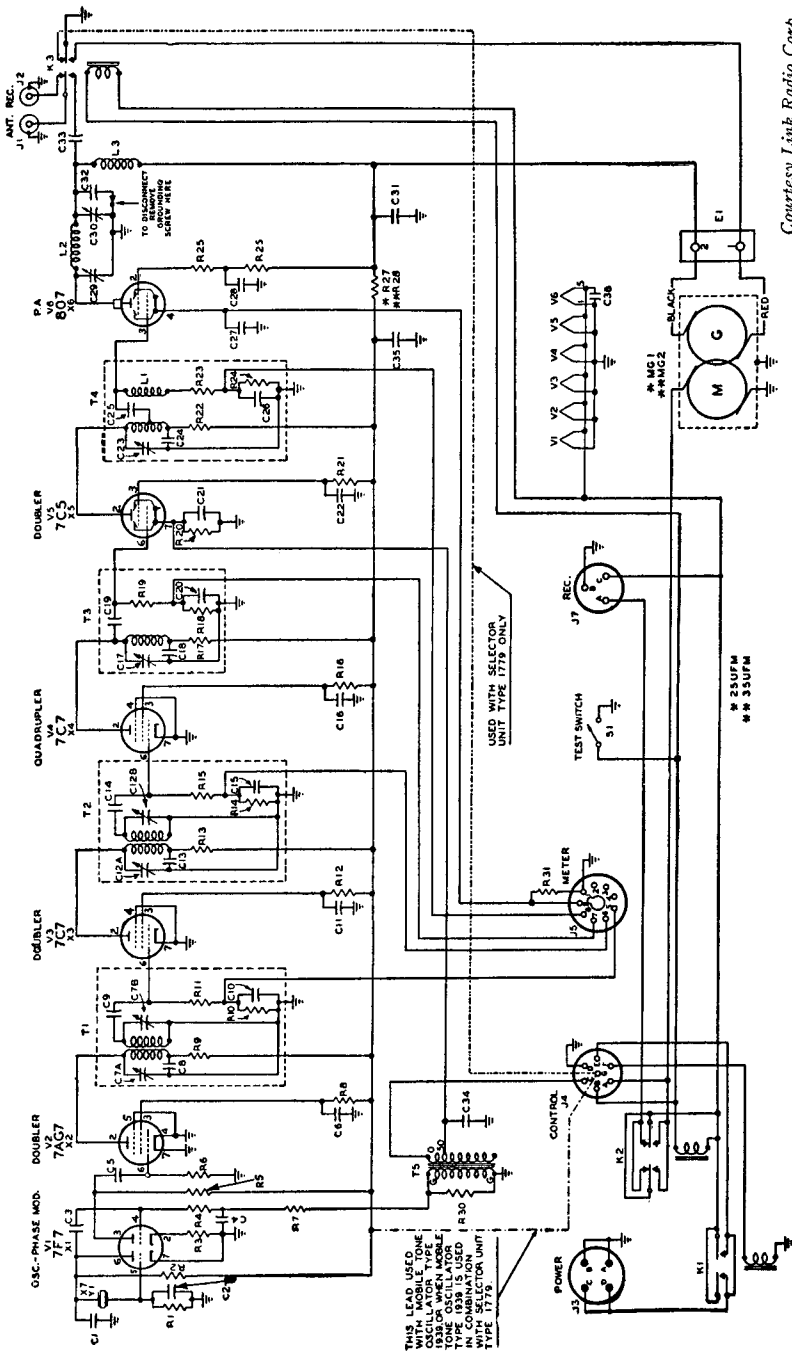 OSC.-PHASE MOD.
V1
7F7
X1
DOUBLER
V2
7AG7
X2
DOUBLER
V3
7C7
X3
QUADRUPLER
V4
7C7
X4
DOUBLER
V5
7C5
X5
P.A
V6
807
X6
ANT. REC.
J1
J2
K3
C1
X7
Y1
R1
R2
C2
C3
R3
R4
C4
R5
C5
R6
R7
C6
R8
T1
C7A
C7B
C8
C9
R9
R10
R11
C10
C11
R12
T2
C12A
C12B
C13
C14
R13
R14
R15
C15
C16
R16
T3
C17
C18
C19
R17
R18
R19
C20
R20
C21
C22
R21
T4
C23
C24
C25
L1
R22
R23
R24
C26
C27
C28
R25
R25
L2
C29
C30
C32
TO DISCONNECT
REMOVE
GROUNDING
SCREW HERE
C33
L3
C31
* R27
** R28
C35
T5
G
G
O
50
R30
C34
THIS LEAD USED
WITH MOBILE TONE
OSCILLATOR TYPE
1939, OR WHEN MOBILE
TONE OSCILLATOR
TYPE 1939 IS USED
IN COMBINATION
WITH SELECTOR UNIT
TYPE 1779.
USED WITH SELECTOR
UNIT TYPE 1779 ONLY
POWER
J3
K1
K2
CONTROL
J4
METER
J5
R31
TEST SWITCH
S1
REC.
J7
A
B
C
* 25UFM
** 35UFM
V1
V2
V3
V4
V5
V6
5
C38
* MG1
** MG2
M
G
BLACK
RED
E1
2
1
Courtesy Link Radio Corp.